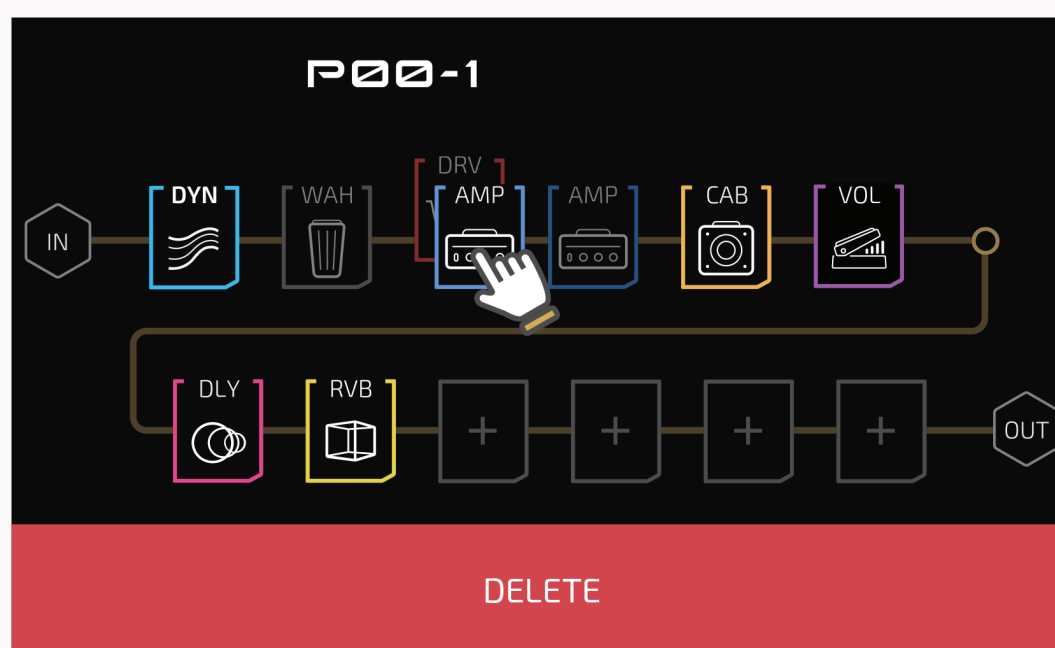 P00-1
DRV
DYN WAH AMP AMP CAB VOL
IN
DLY RVB
OUT
DELETE